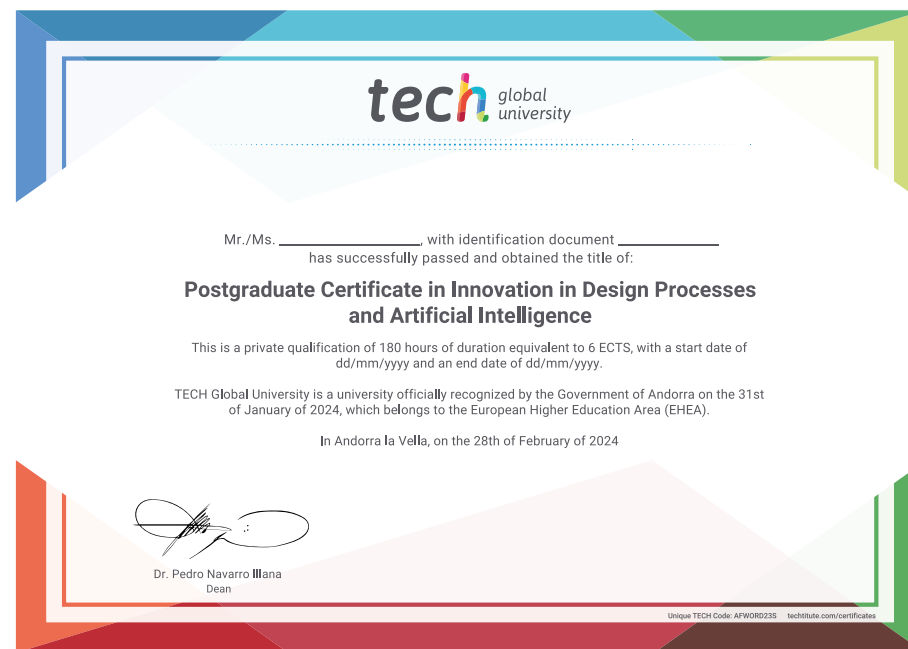 tech global
university
Mr./Ms. ____________________, with identification document ______________
has successfully passed and obtained the title of:
Postgraduate Certificate in Innovation in Design Processes
and Artificial Intelligence
This is a private qualification of 180 hours of duration equivalent to 6 ECTS, with a start date of
dd/mm/yyyy and an end date of dd/mm/yyyy.
TECH Global University is a university officially recognized by the Government of Andorra on the 31st
of January of 2024, which belongs to the European Higher Education Area (EHEA).
In Andorra la Vella, on the 28th of February of 2024
Dr. Pedro Navarro Illana
Dean
Unique TECH Code: AFWORD23S techtitute.com/certificates